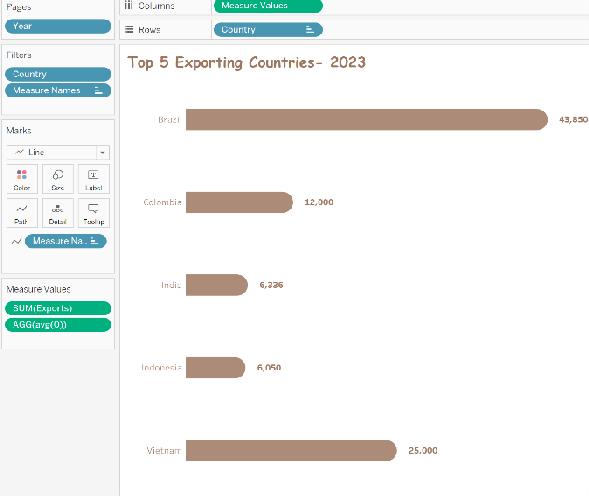 Pages
Year
Columns
Measure Values
Rows
Country
Filters
Country
Measure Names
Marks
Line
Color
Size
Label
Path
Detail
Tooltip
Measure Na..
Measure Values
SUM(Exports)
AGG(avg(0))
Top 5 Exporting Countries- 2023
Brazil 43,850
Colombia 12,000
India 6,336
Indonesia 6,050
Vietnam 25,000